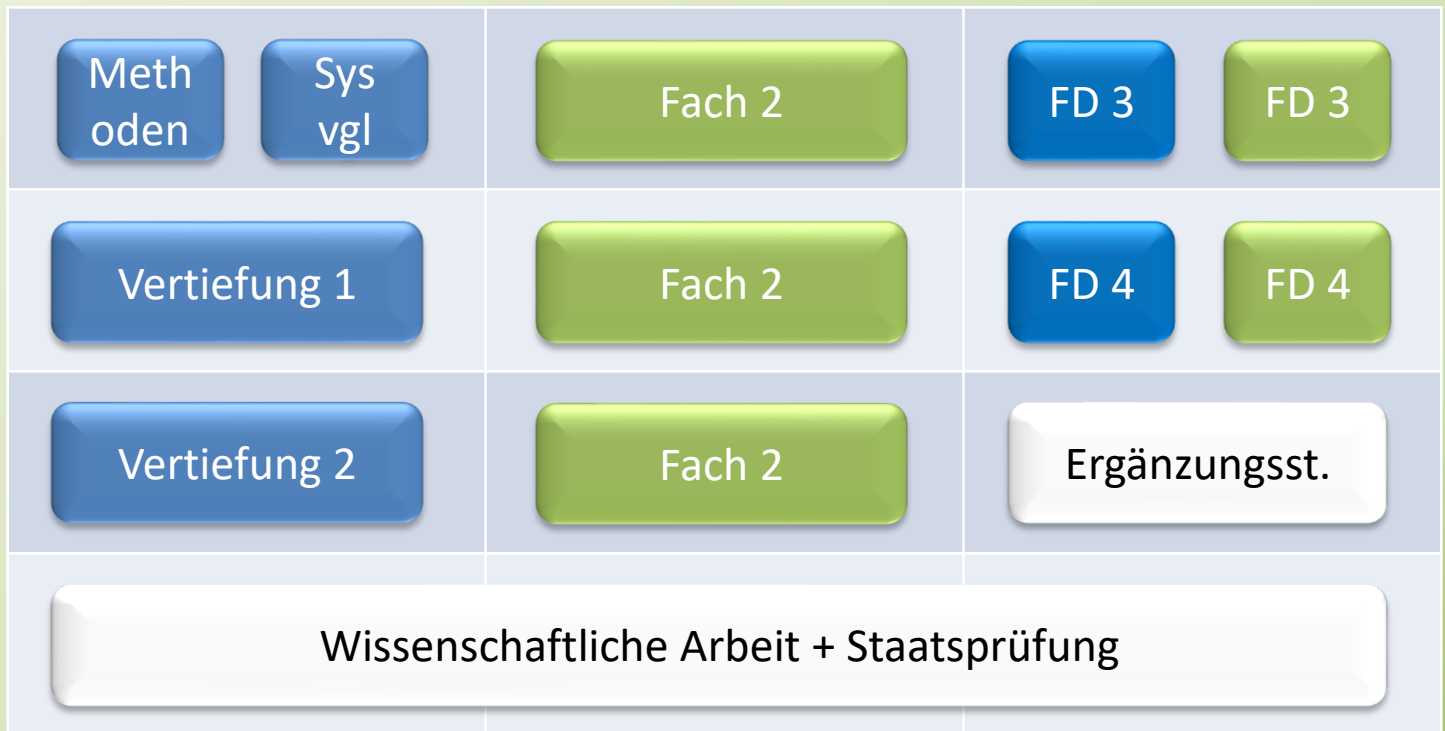 Meth
oden
Sys
vgl
Fach 2
FD 3
FD 3
Vertiefung 1
Fach 2
FD 4
FD 4
Vertiefung 2
Fach 2
Ergänzungsst.
Wissenschaftliche Arbeit + Staatsprüfung